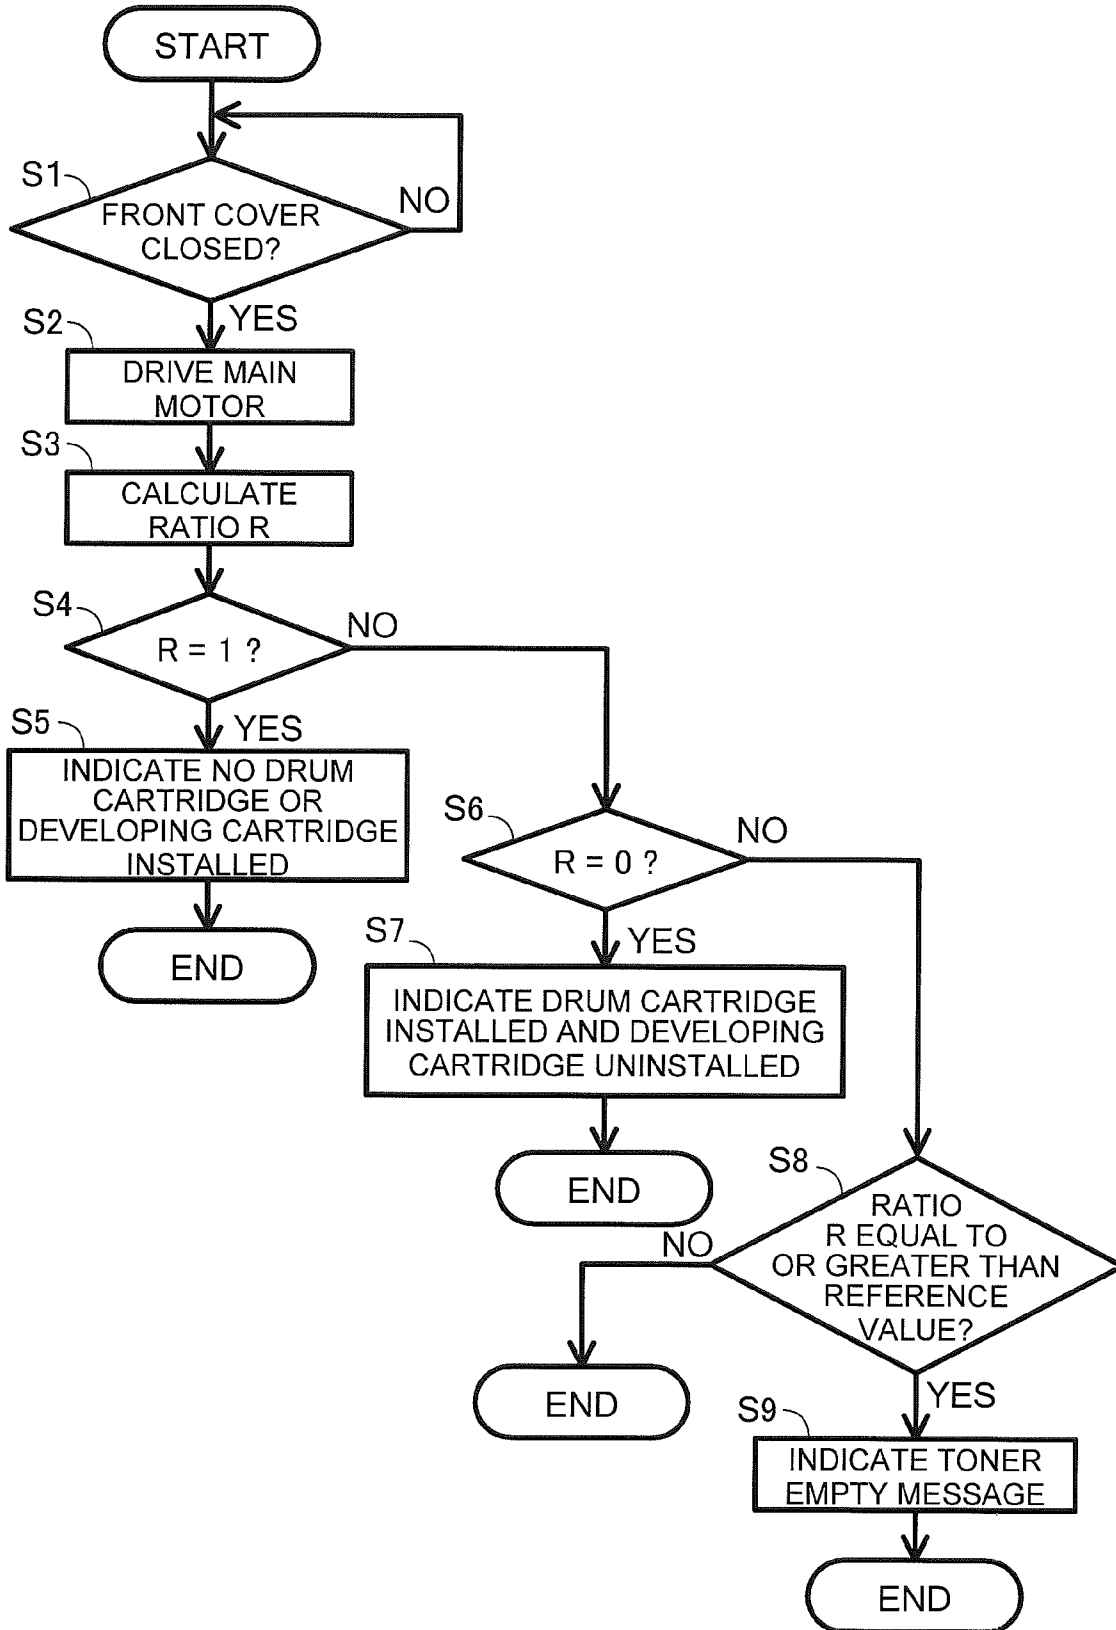 START
S1
FRONT COVER
CLOSED?
NO
YES
S2
DRIVE MAIN
MOTOR
S3
CALCULATE
RATIO R
S4
R = 1 ?
NO
YES
S5
INDICATE NO DRUM
CARTRIDGE OR
DEVELOPING CARTRIDGE
INSTALLED
END
S6
R = 0 ?
NO
YES
S7
INDICATE DRUM CARTRIDGE
INSTALLED AND DEVELOPING
CARTRIDGE UNINSTALLED
END
S8
RATIO
R EQUAL TO
OR GREATER THAN
REFERENCE
VALUE?
NO
END
YES
S9
INDICATE TONER
EMPTY MESSAGE
END